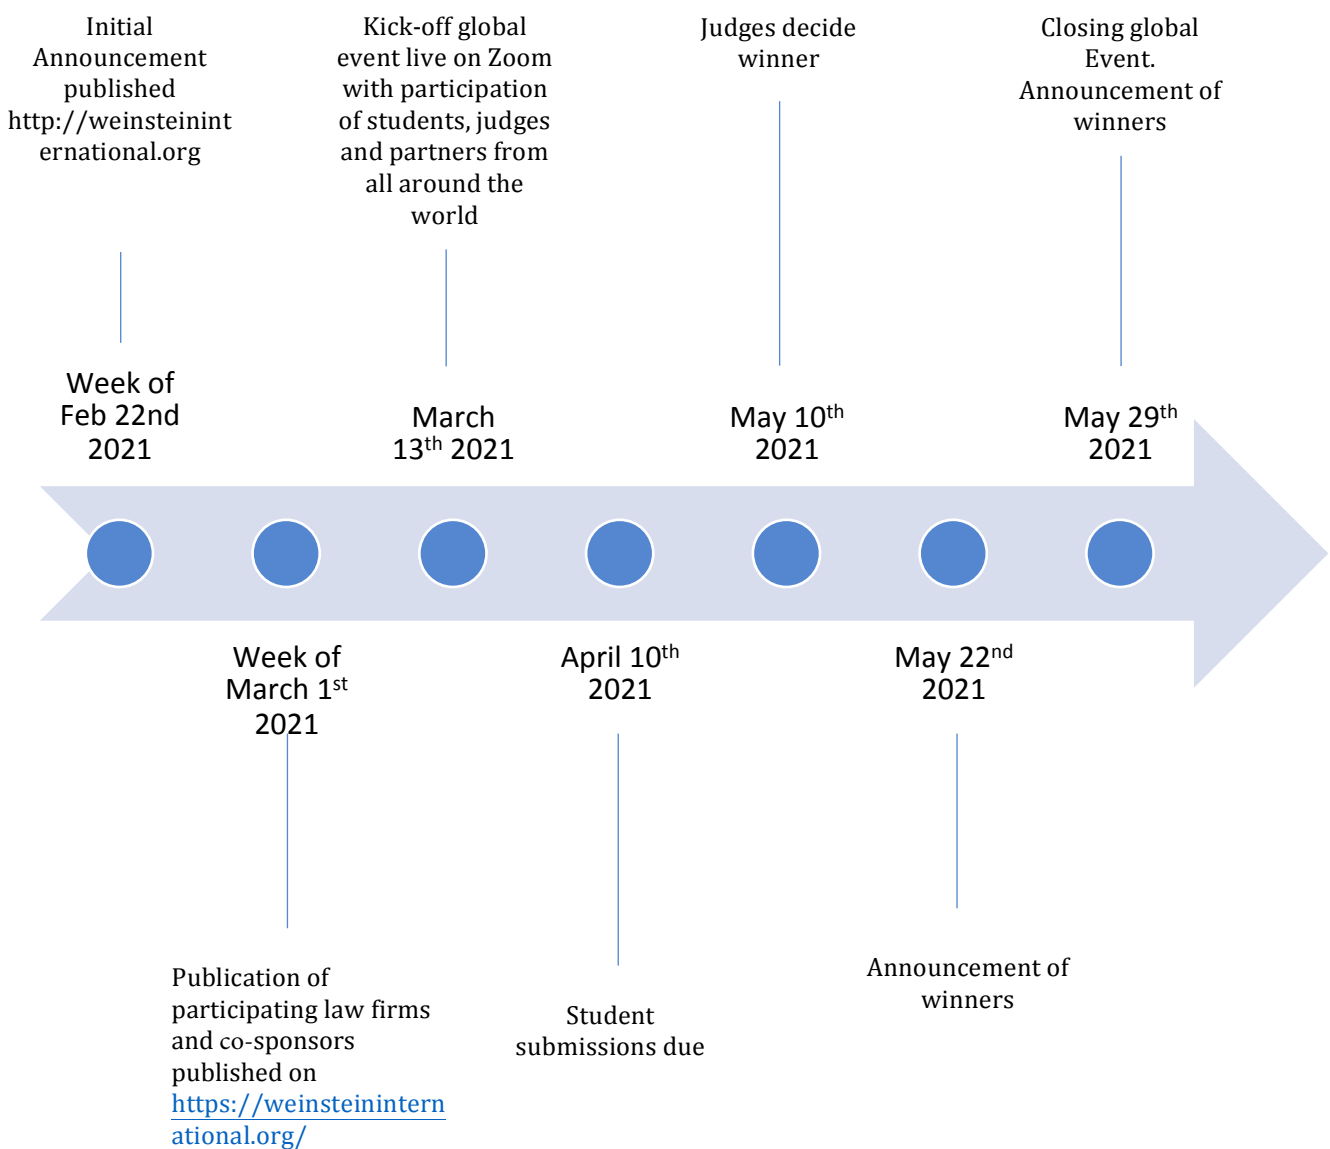 Initial
Announcement
published
http://weinsteinint
ernational.org
Kick-off global
event live on Zoom
with participation
of students, judges
and partners from
all around the
world
Judges decide
winner
Closing global
Event.
Announcement of
winners
Week of
Feb 22nd
2021
March
13th 2021
May 10th
2021
May 29th
2021
Week of
March 1st
2021
April 10th
2021
May 22nd
2021
Publication of
participating law firms
and co-sponsors
published on
https://weinsteinintern
ational.org/
Student
submissions due
Announcement of
winners